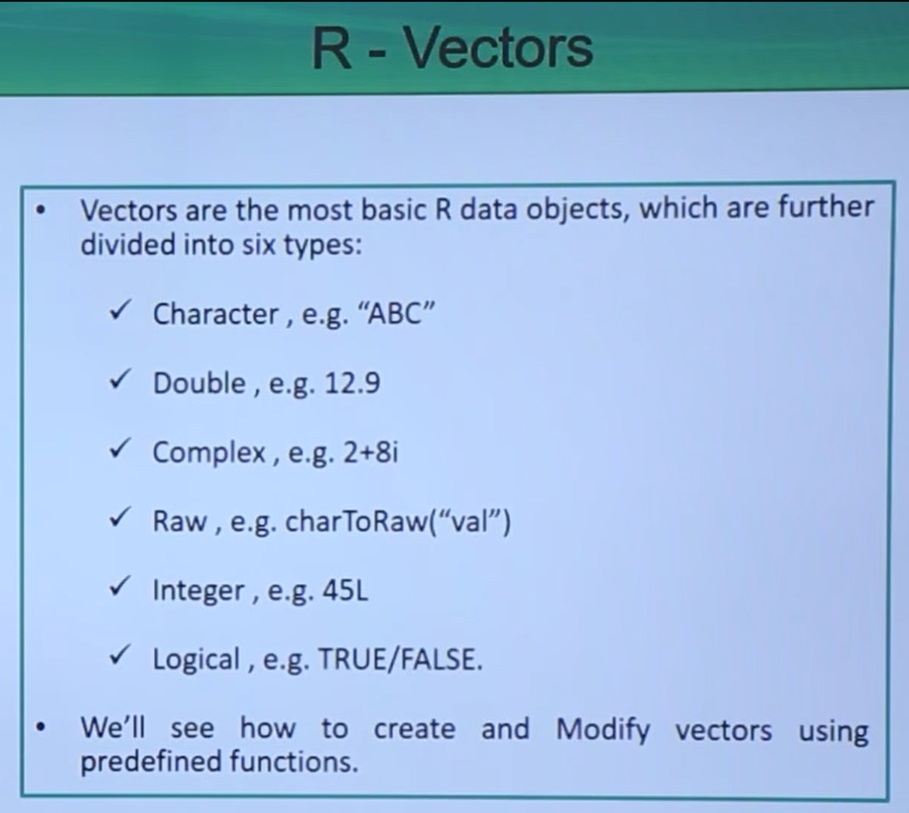 R - Vectors
• Vectors are the most basic R data objects, which are further
divided into six types:
✓ Character , e.g. “ABC”
✓ Double , e.g. 12.9
✓ Complex , e.g. 2+8i
✓ Raw , e.g. charToRaw(“val”)
✓ Integer , e.g. 45L
✓ Logical , e.g. TRUE/FALSE.
• We’ll see how to create and Modify vectors using
predefined functions.